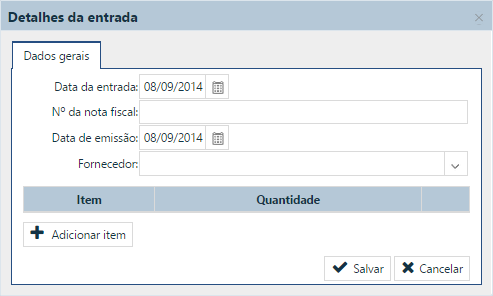 Detalhes da entrada
Dados gerais
Data da entrada: 08/09/2014
Nº da nota fiscal:
Data de emissão: 08/09/2014
Fornecedor:
Item Quantidade
Adicionar item
Salvar Cancelar